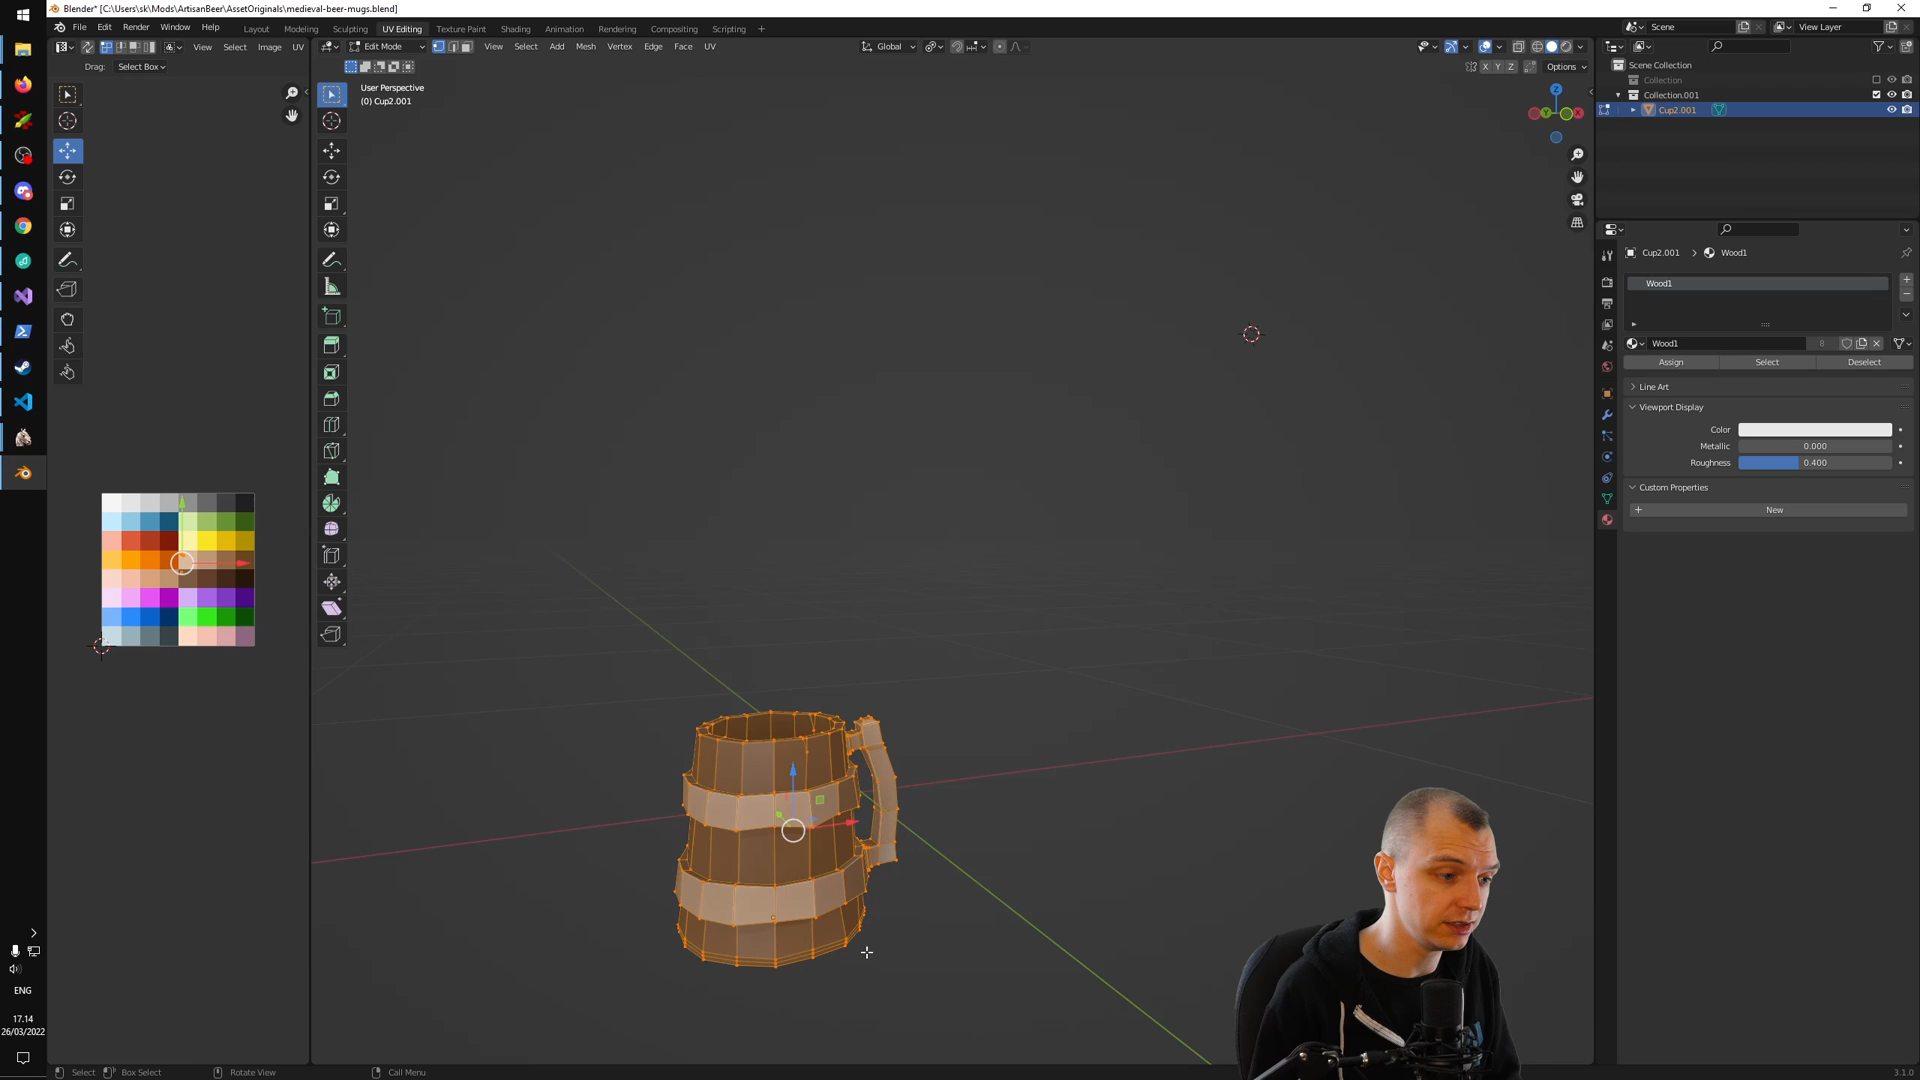 Blender* [C:\Users\sk\Mods\ArtisanBeer\AssetOriginals\medieval-beer-mugs.blend]
File Edit Render Window Help Layout Modeling Sculpting UV Editing Texture Paint Shading Animation Rendering Compositing Scripting + Scene View Layer
View Select Image UV Edit Mode View Select Add Mesh Vertex Edge Face UV Global
Drag: Select Box X Y Z Options
User Perspective
(0) Cup2.001
Scene Collection
Collection
Collection.001
Cup2.001
Z
Y
X
Cup2.001 > Wood1
Wood1
Wood1 8
Assign Select Deselect
Line Art
Viewport Display
Color
Metallic 0.000
Roughness 0.400
Custom Properties
New
ENG
17.14
26/03/2022
Select Box Select Rotate View Call Menu 3.1.0